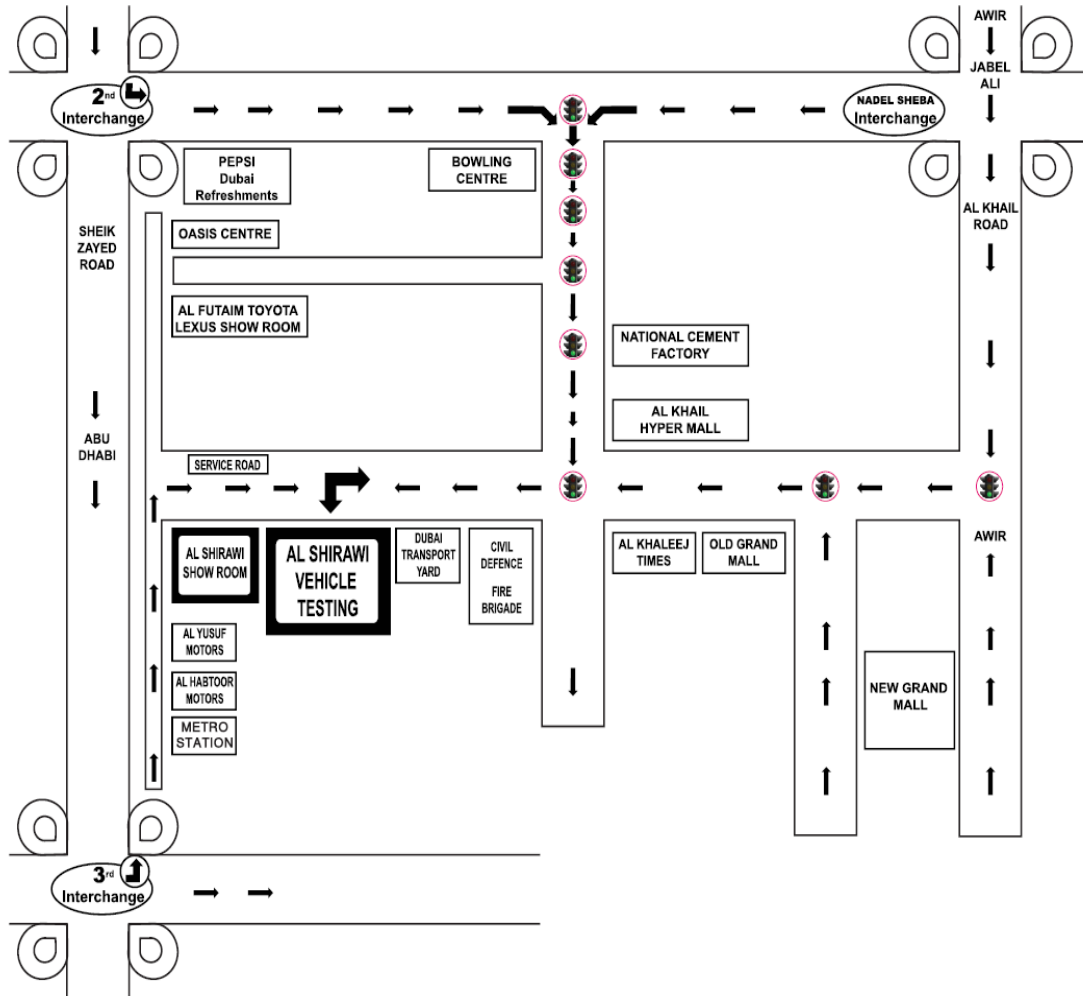 AWIR
JABEL
ALI
2nd
Interchange
NADEL SHEBA
Interchange
PEPSI
Dubai
Refreshments
BOWLING
CENTRE
SHEIK
ZAYED
ROAD
OASIS CENTRE
AL KHAIL
ROAD
AL FUTAIM TOYOTA
LEXUS SHOW ROOM
NATIONAL CEMENT
FACTORY
AL KHAIL
HYPER MALL
ABU
DHABI
SERVICE ROAD
AL SHIRAWI
SHOW ROOM
AL SHIRAWI
VEHICLE
TESTING
DUBAI
TRANSPORT
YARD
CIVIL
DEFENCE
FIRE
BRIGADE
AL KHALEEJ
TIMES
OLD GRAND
MALL
AWIR
AL YUSUF
MOTORS
AL HABTOOR
MOTORS
METRO
STATION
NEW GRAND
MALL
3rd
Interchange